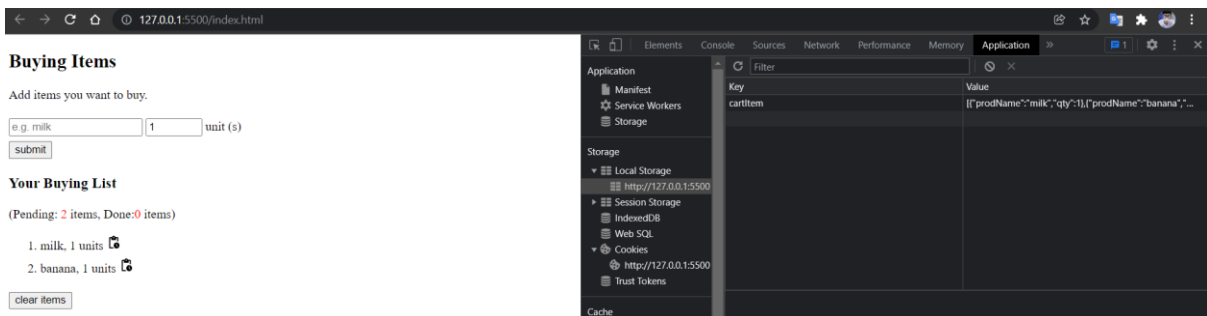 127.0.0.1:5500/index.html
Buying Items
Add items you want to buy.
e.g. milk 1 unit (s)
submit
Your Buying List
(Pending: 2 items, Done:0 items)
1. milk, 1 units
2. banana, 1 units
clear items
Elements Console Sources Network Performance Memory Application » 1
Application
Manifest
Service Workers
Storage
Storage
Local Storage
http://127.0.0.1:5500
Session Storage
IndexedDB
Web SQL
Cookies
http://127.0.0.1:5500
Trust Tokens
Cache
Filter
Key Value
cartItem [{"prodName":"milk","qty":1},{"prodName":"banana","...